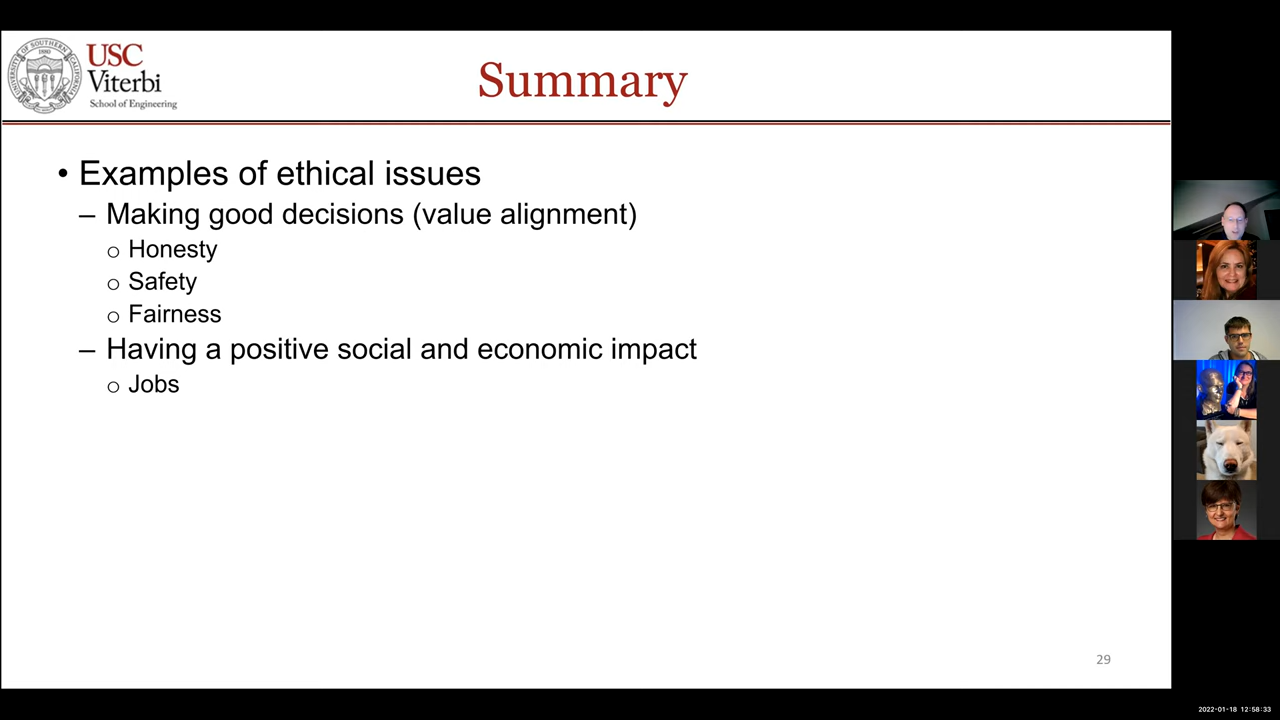 USC
Viterbi
School of Engineering
Summary
• Examples of ethical issues
– Making good decisions (value alignment)
o Honesty
o Safety
o Fairness
– Having a positive social and economic impact
o Jobs
29
2022-01-18 12:58:33